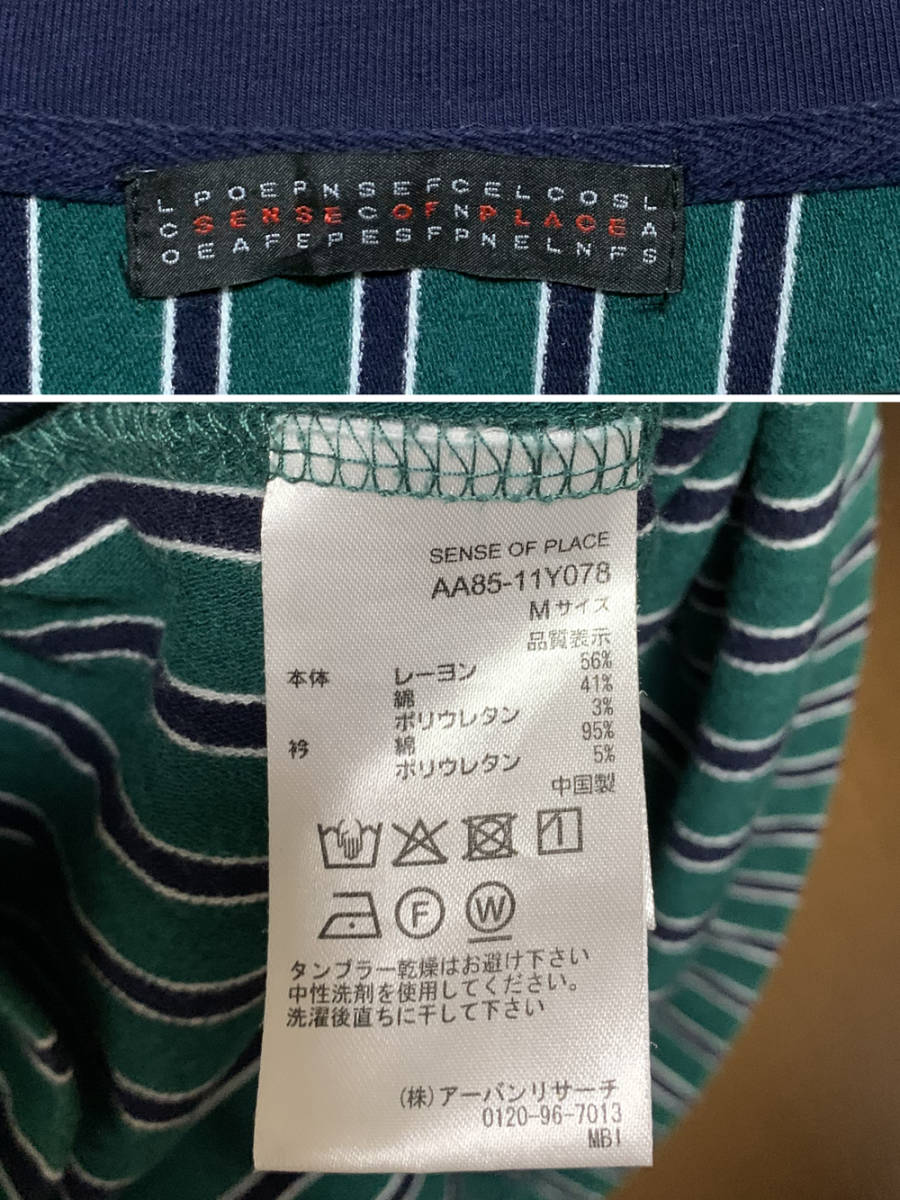 LPOEPNSEFCELCOSL
CSENSECOFNPLACEA
OEAFEPESFPNELNFS
SENSE OF PLACE
AA85-11Y078
Mサイズ
品質表示
本体 レーヨン 56%
綿 41%
ポリウレタン 3%
衿 綿 95%
ポリウレタン 5%
中国製
F W
タンブラー乾燥はお避け下さい
中性洗剤を使用してください。
洗濯後直ちに干して下さい
(株)アーバンリサーチ
0120-96-7013
MB1